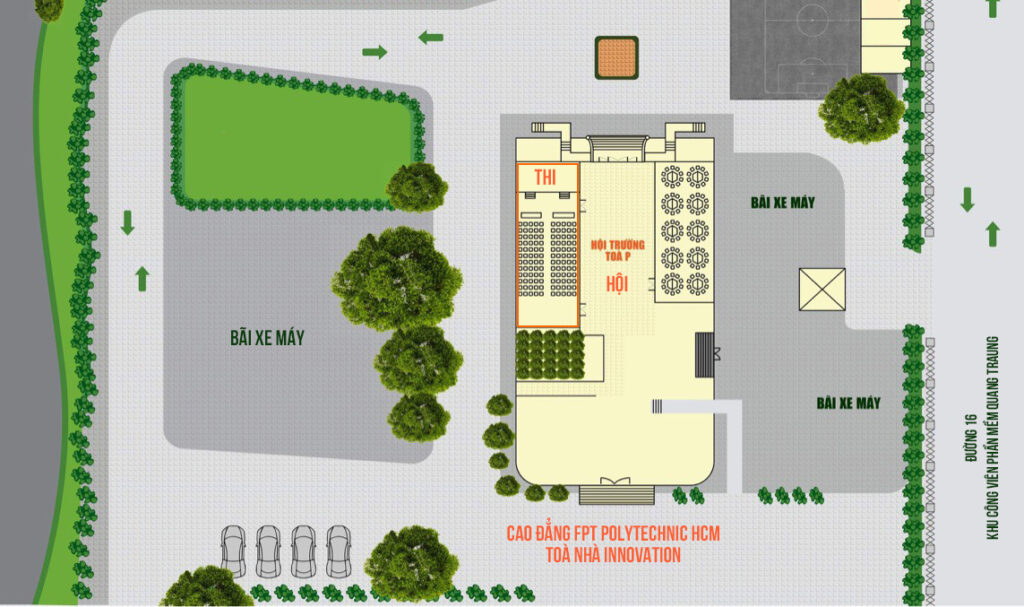 THI
BÃI XE MÁY
HỘI TRƯỜNG
TOÀ P
HỘI
BÃI XE MÁY
BÃI XE MÁY
ĐƯỜNG 16
KHU CÔNG VIÊN PHẦN MỀM QUANG TRAUNG
CAO ĐẲNG FPT POLYTECHNIC HCM
TOÀ NHÀ INNOVATION